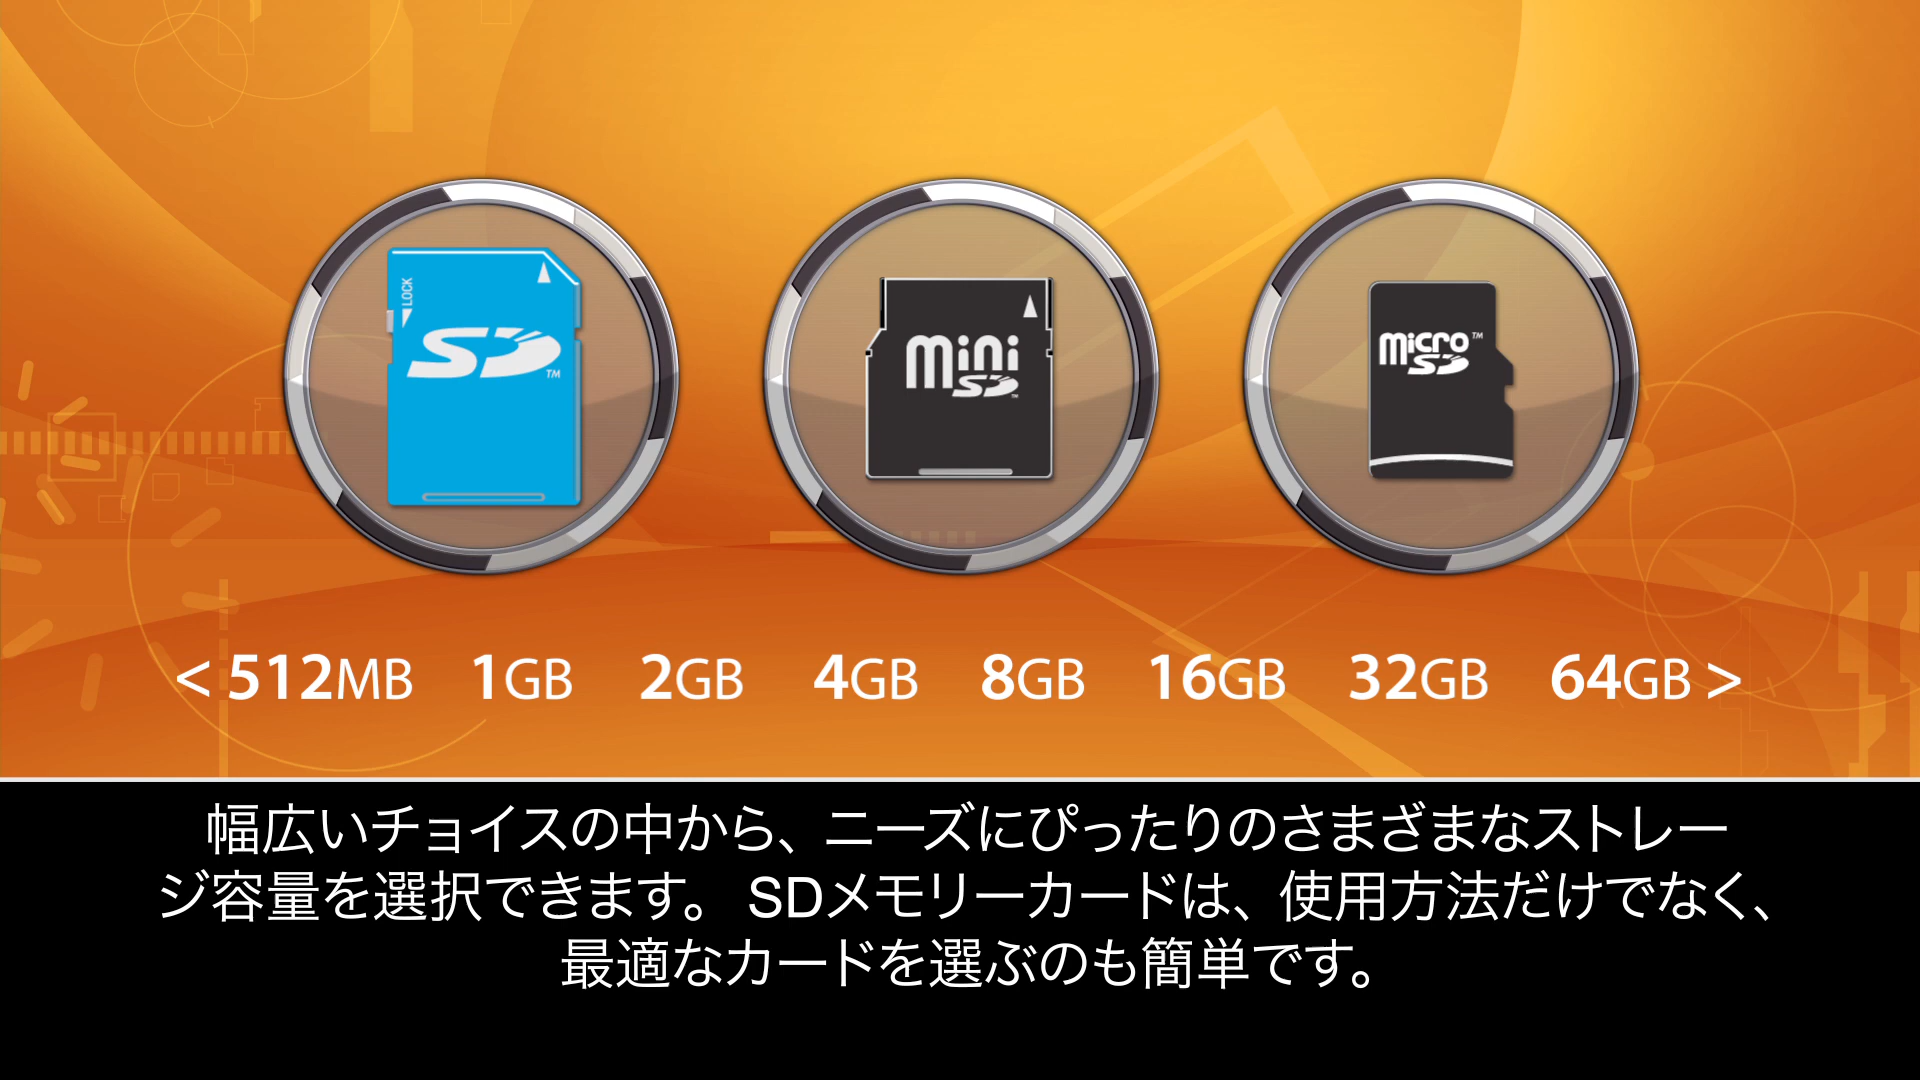 LOCK
SD™
mini
SD™
micro™
SD
< 512MB 1GB 2GB 4GB 8GB 16GB 32GB 64GB >
幅広いチョイスの中から、ニーズにぴったりのさまざまなストレー
ジ容量を選択できます。 SDメモリーカードは、使用方法だけでなく、
最適なカードを選ぶのも簡単です。